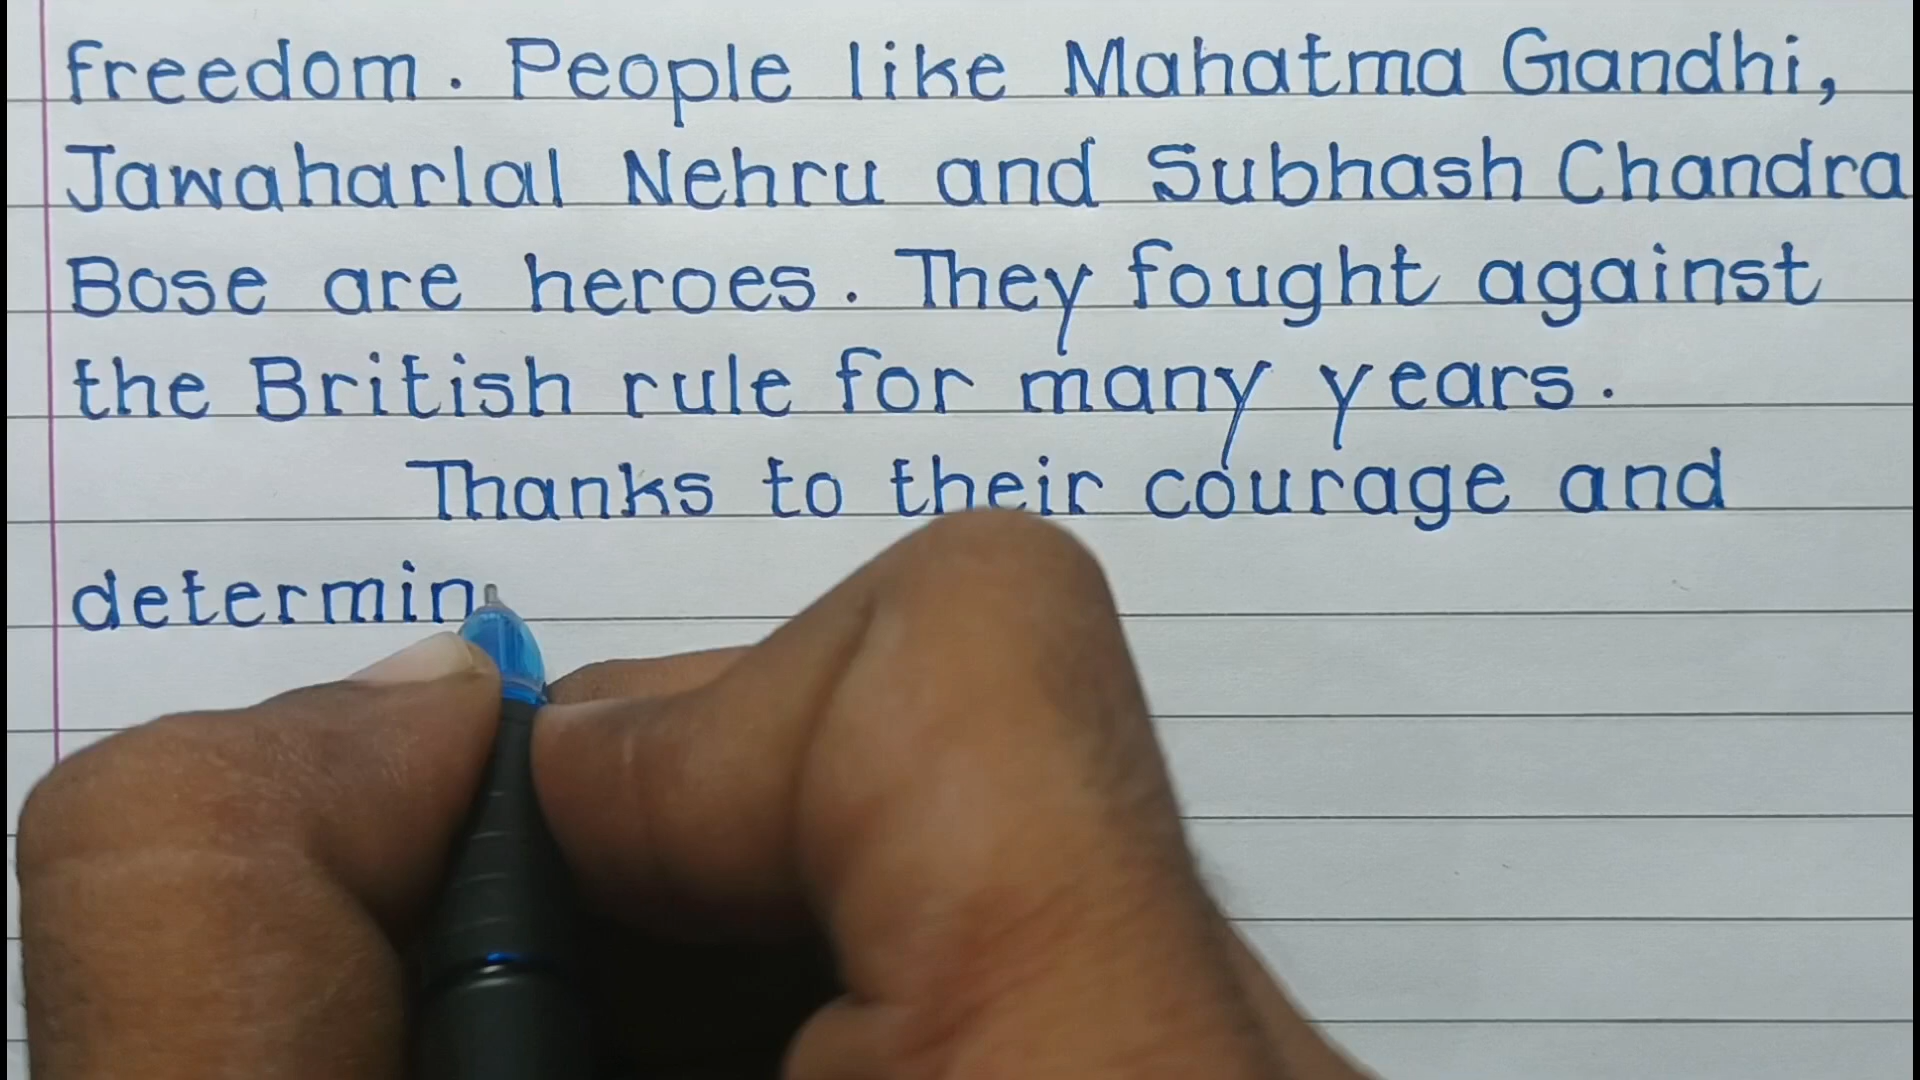 freedom. People like Mahatma Gandhi,
Jawaharlal Nehru and Subhash Chandra
Bose are heroes. They fought against
the British rule for many years.
Thanks to their courage and
determin